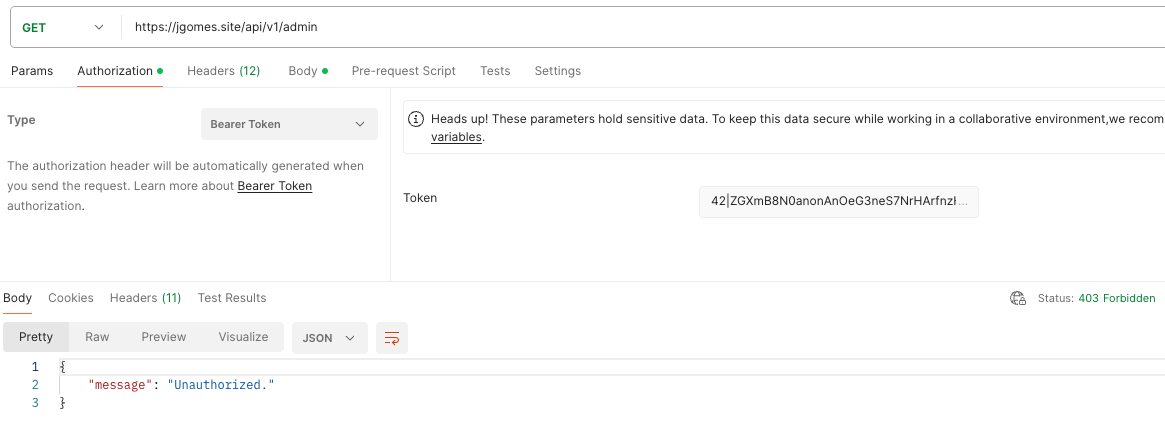 GET
https://jgomes.site/api/v1/admin
Params Authorization Headers (12) Body Pre-request Script Tests Settings
Type
Bearer Token
The authorization header will be automatically generated when
you send the request. Learn more about Bearer Token
authorization.
Heads up! These parameters hold sensitive data. To keep this data secure while working in a collaborative environment,we recom
variables.
Token
42|ZGXmB8N0anonAnOeG3neS7NrHArfnz...
Body Cookies Headers (11) Test Results
Status: 403 Forbidden
Pretty Raw Preview Visualize JSON
1 {
2 "message": "Unauthorized."
3 }